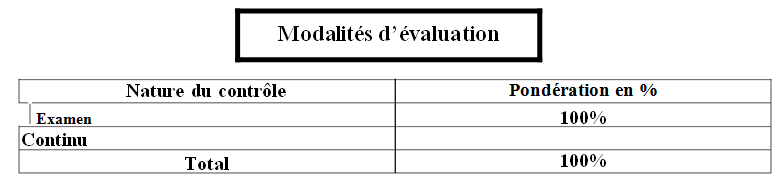 Modalités d'évaluation
Nature du contrôle Pondération en %
Examen 100%
Continu
Total 100%